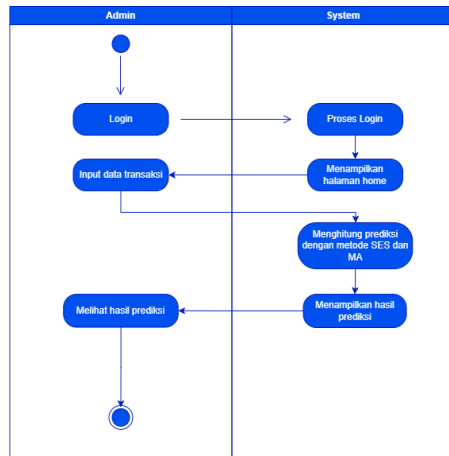 Admin
System
Login
Proses Login
Input data transaksi
Menampilkan
halaman home
Menghitung prediksi
dengan metode SES dan
MA
Melihat hasil prediksi
Menampilkan hasil
prediksi